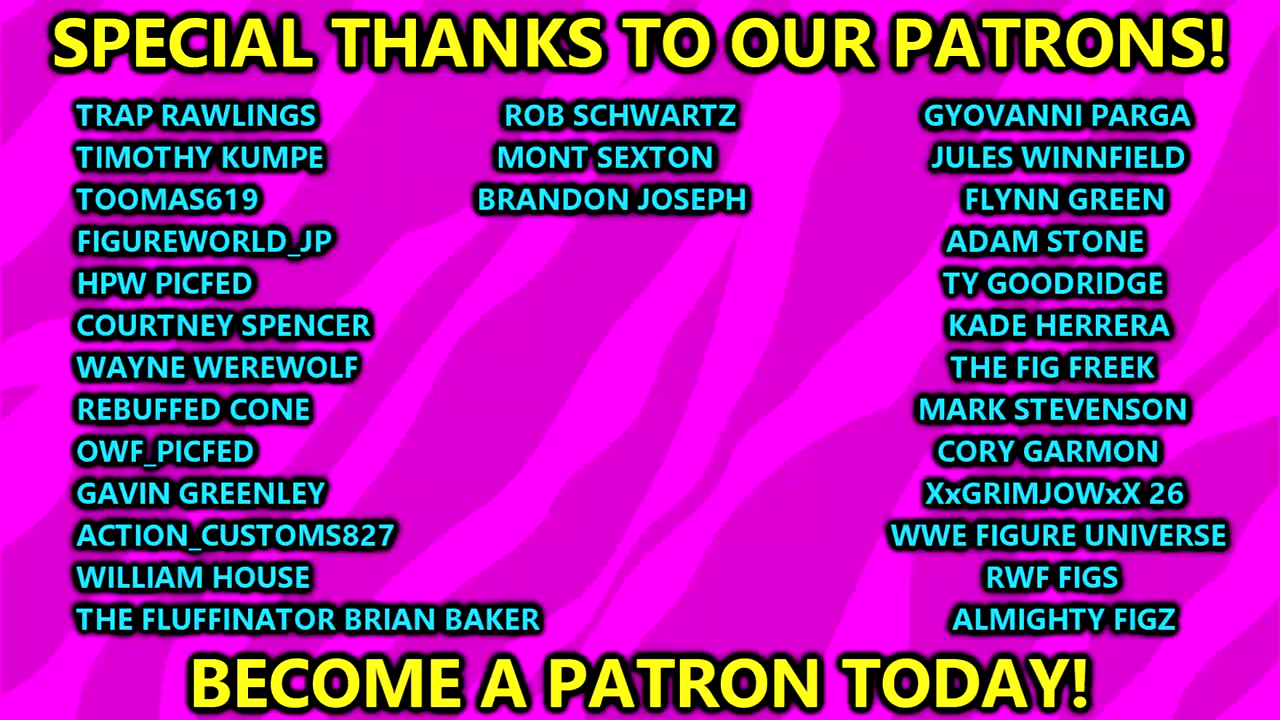 SPECIAL THANKS TO OUR PATRONS!
TRAP RAWLINGS
TIMOTHY KUMPE
TOOMAS619
FIGUREWORLD_JP
HPW PICFED
COURTNEY SPENCER
WAYNE WEREWOLF
REBUFFED CONE
OWF_PICFED
GAVIN GREENLEY
ACTION_CUSTOMS827
WILLIAM HOUSE
THE FLUFFINATOR BRIAN BAKER
ROB SCHWARTZ
MONT SEXTON
BRANDON JOSEPH
GYOVANNI PARGA
JULES WINNFIELD
FLYNN GREEN
ADAM STONE
TY GOODRIDGE
KADE HERRERA
THE FIG FREEK
MARK STEVENSON
CORY GARMON
XxGRIMJOWxX 26
WWE FIGURE UNIVERSE
RWF FIGS
ALMIGHTY FIGZ
BECOME A PATRON TODAY!